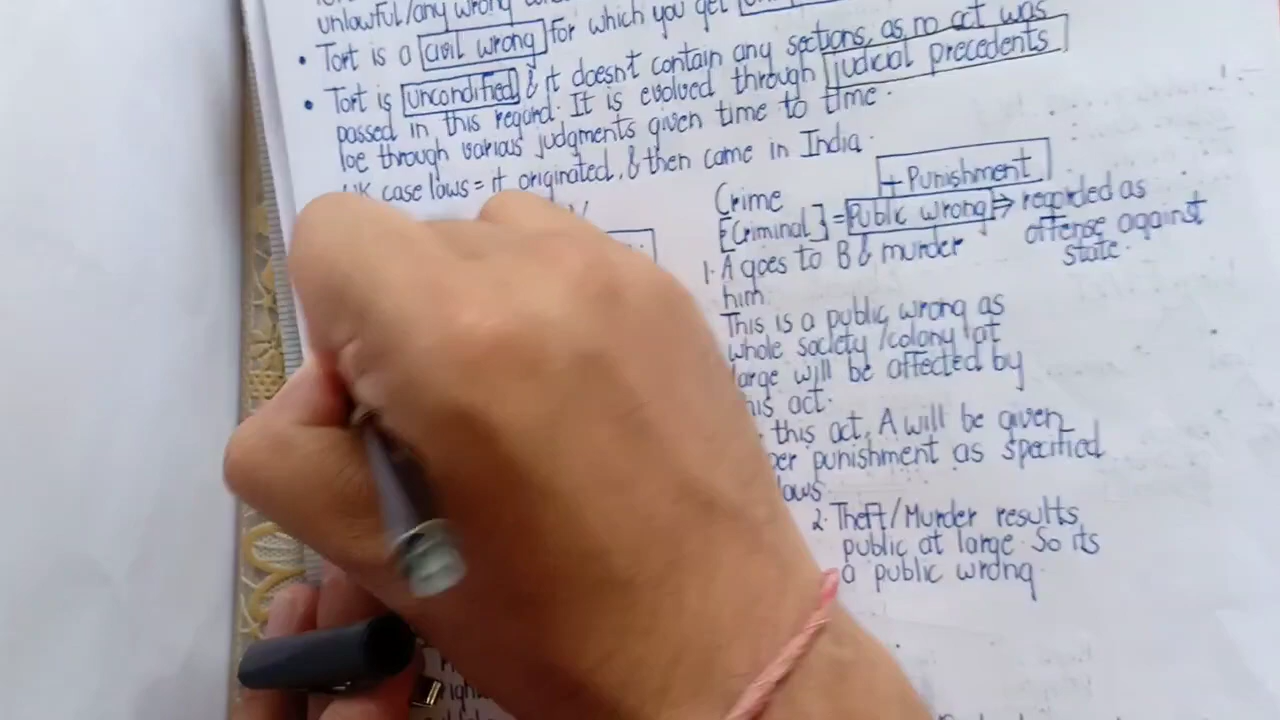 unlawful/any wrong
• Tort is a civil wrong for which you get
• Tort is uncondified & it doesn't contain any sections, as no act was
passed in this regard. It is evolved through judicial precedents
ioe through various judgments given time to time.
UK case laws = it originated, & then came in India.
+ Punishment
Crime
[Criminal] = Public wrong → regarded as
offense against
state.
1. A goes to B & murder
him.
This is a public wrong as
whole society/colony at
large will be affected by
this act.
this act, A will be given
per punishment as specified
laws
2. Theft/Murder results
public at large. So its
a public wrong.